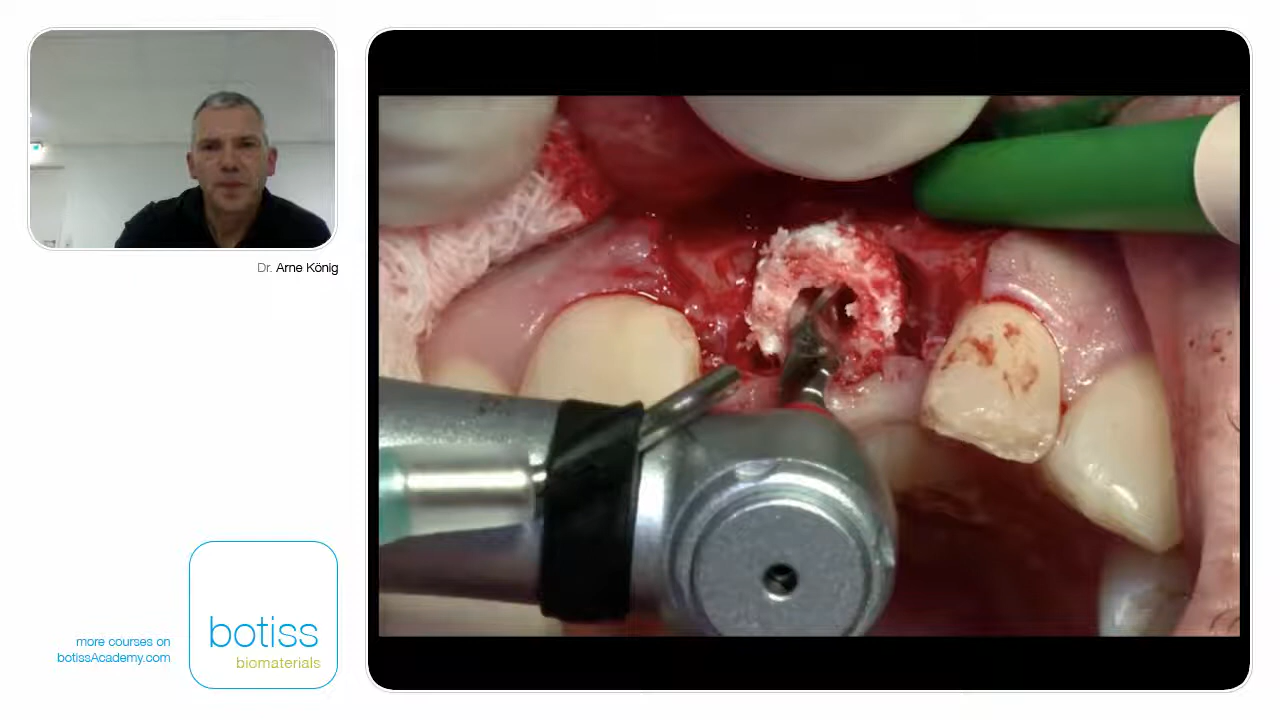 Dr. Arne König
more courses on
botissAcademy.com
botiss
biomaterials